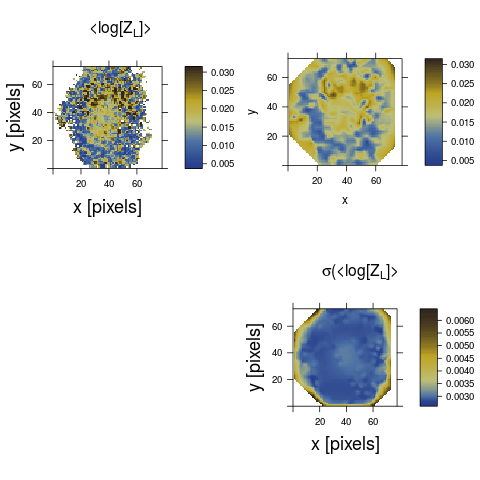 <log[Z_L]>
60
40
20
20 40 60
y [pixels]
x [pixels]
0.030
0.025
0.020
0.015
0.010
0.005
60
40
20
20 40 60
y
x
0.030
0.025
0.020
0.015
0.010
0.005
σ(<log[Z_L]>
60
40
20
20 40 60
y [pixels]
x [pixels]
0.0060
0.0055
0.0050
0.0045
0.0040
0.0035
0.0030